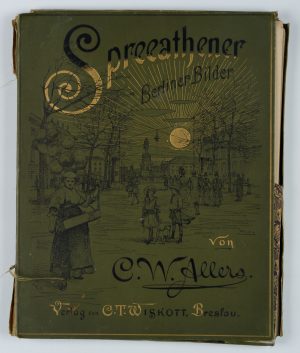 Spreeathener
Berliner Bilder
von
C. W. Allers.
Verlag von C. T. Wiskott, Breslau.